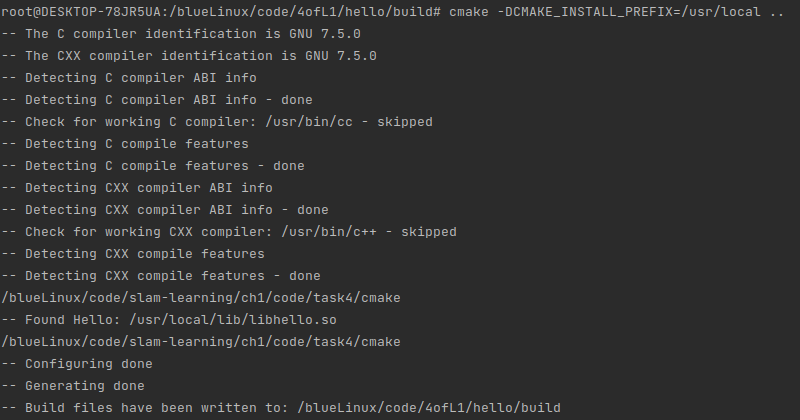 root@DESKTOP-78JR5UA:/blueLinux/code/4ofL1/hello/build# cmake -DCMAKE_INSTALL_PREFIX=/usr/local ..
-- The C compiler identification is GNU 7.5.0
-- The CXX compiler identification is GNU 7.5.0
-- Detecting C compiler ABI info
-- Detecting C compiler ABI info - done
-- Check for working C compiler: /usr/bin/cc - skipped
-- Detecting C compile features
-- Detecting C compile features - done
-- Detecting CXX compiler ABI info
-- Detecting CXX compiler ABI info - done
-- Check for working CXX compiler: /usr/bin/c++ - skipped
-- Detecting CXX compile features
-- Detecting CXX compile features - done
/blueLinux/code/slam-learning/ch1/code/task4/cmake
-- Found Hello: /usr/local/lib/libhello.so
/blueLinux/code/slam-learning/ch1/code/task4/cmake
-- Configuring done
-- Generating done
-- Build files have been written to: /blueLinux/code/4ofL1/hello/build